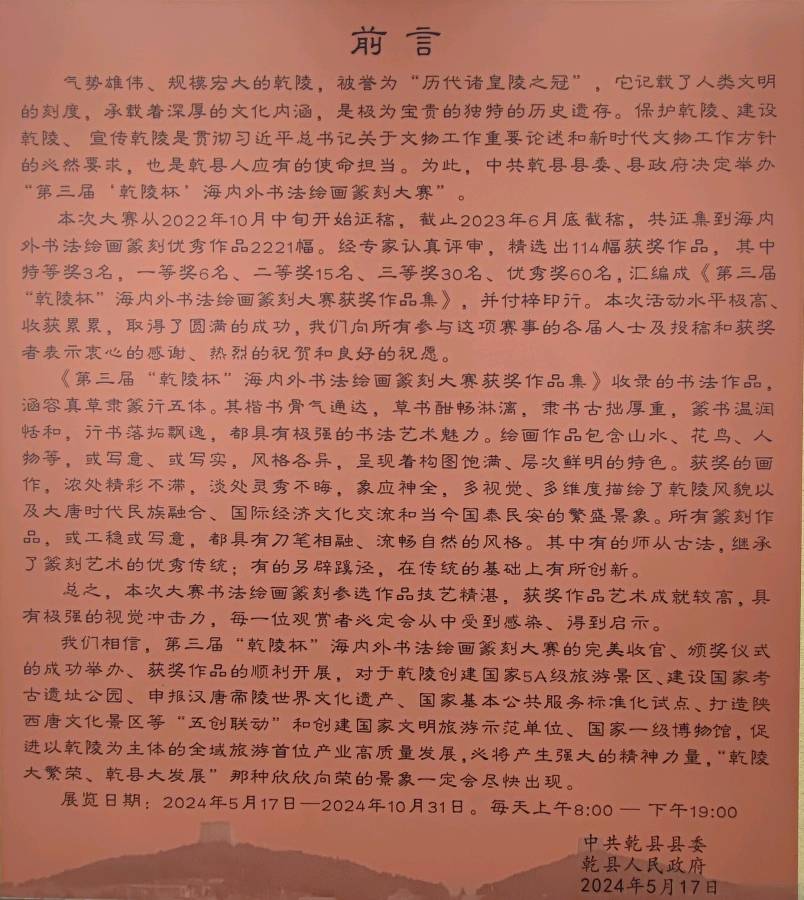 前言
气势雄伟、规模宏大的乾陵，被誉为“历代诸皇陵之冠”，它记载了人类文明
的刻度，承载着深厚的文化内涵，是极为宝贵的独特的历史遗存。保护乾陵、建设
乾陵、宣传乾陵是贯彻习近平总书记关于文物工作重要论述和新时代文物工作方针
的必然要求，也是乾县人应有的使命担当。为此，中共乾县县委、县政府决定举办
“第三届‘乾陵杯’海内外书法绘画篆刻大赛”。
本次大赛从2022年10月中旬开始征稿，截止2023年6月底截稿，共征集到海内
外书法绘画篆刻优秀作品2221幅。经专家认真评审，精选出114幅获奖作品，其中
特等奖3名，一等奖6名、二等奖15名、三等奖30名、优秀奖60名，汇编成《第三届
“乾陵杯”海内外书法绘画篆刻大赛获奖作品集》，并付梓印行。本次活动水平极高、
收获累累，取得了圆满的成功，我们向所有参与这项赛事的各届人士及投稿和获奖
者表示衷心的感谢、热烈的祝贺和良好的祝愿。
《第三届“乾陵杯”海内外书法绘画篆刻大赛获奖作品集》收录的书法作品，
涵容真草隶篆行五体。其楷书骨气通达，草书酣畅淋漓，隶书古拙厚重，篆书温润
恬和，行书落拓飘逸，都具有极强的书法艺术魅力。绘画作品包含山水、花鸟、人
物等，或写意、或写实，风格各异，呈现着构图饱满、层次鲜明的特色。获奖的画
作，浓处精彩不滞，淡处灵秀不晦，象应神全，多视觉、多维度描绘了乾陵风貌以
及大唐时代民族融合、国际经济文化交流和当今国泰民安的繁盛景象。所有篆刻作
品，或工稳或写意，都具有刀笔相融、流畅自然的风格。其中有的师从古法，继承
了篆刻艺术的优秀传统；有的另辟蹊径，在传统的基础上有所创新。
总之，本次大赛书法绘画篆刻参选作品技艺精湛，获奖作品艺术成就较高，具
有极强的视觉冲击力，每一位观赏者必定会从中受到感染、得到启示。
我们相信，第三届“乾陵杯”海内外书法绘画篆刻大赛的完美收官、颁奖仪式
的成功举办、获奖作品的顺利开展，对于乾陵创建国家5A级旅游景区、建设国家考
古遗址公园、申报汉唐帝陵世界文化遗产、国家基本公共服务标准化试点、打造陕
西唐文化景区等“五创联动”和创建国家文明旅游示范单位、国家一级博物馆，促
进以乾陵为主体的全域旅游首位产业高质量发展，必将产生强大的精神力量，“乾陵
大繁荣、乾县大发展”那种欣欣向荣的景象一定会尽快出现。
展览日期：2024年5月17日—2024年10月31日。每天上午8:00 — 下午19:00
中共乾县县委
乾县人民政府
2024年5月17日